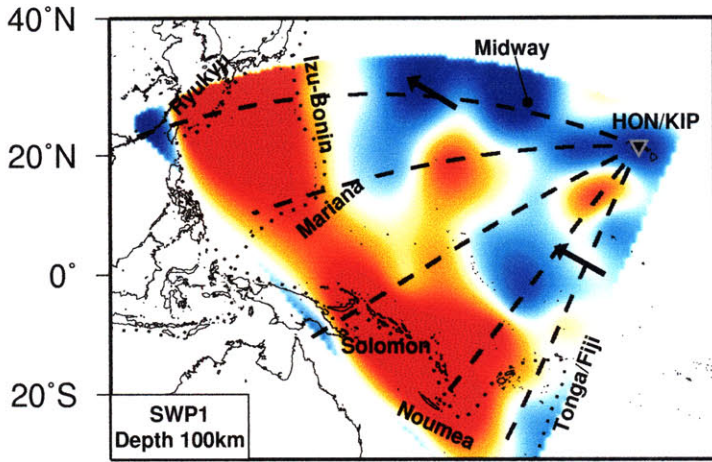 40˚N
Midway
Ryukyu
Izu-Bonin
HON/KIP
20˚N
Mariana
0˚
Solomon
Tonga/Fiji
20˚S
Noumea
SWP1
Depth 100km